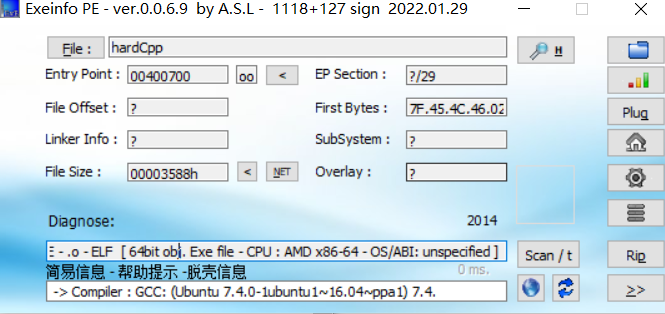 Exeinfo PE - ver.0.0.6.9 by A.S.L - 1118+127 sign 2022.01.29
File : hardCpp H
Entry Point : 00400700 oo < EP Section : ?/29
File Offset : ? First Bytes : 7F.45.4C.46.02
Linker Info : ? SubSystem : ? Plug
File Size : 00003588h < NET Overlay : ?
Diagnose: 2014
- .o - ELF [ 64bit obj. Exe file - CPU : AMD x86-64 - OS/ABI: unspecified ] Scan / t Rip
简易信息 - 帮助提示 -脱壳信息 0 ms.
-> Compiler : GCC: (Ubuntu 7.4.0-1ubuntu1~16.04~ppa1) 7.4. >>